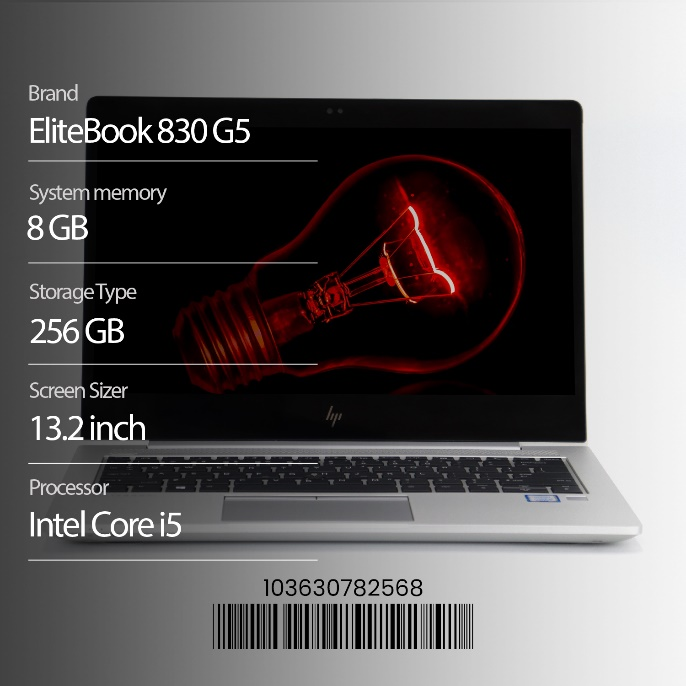 Brand
EliteBook 830 G5
System memory
8 GB
Storage Type
256 GB
Screen Sizer
13.2 inch
hp
Processor
Intel Core i5
103630782568